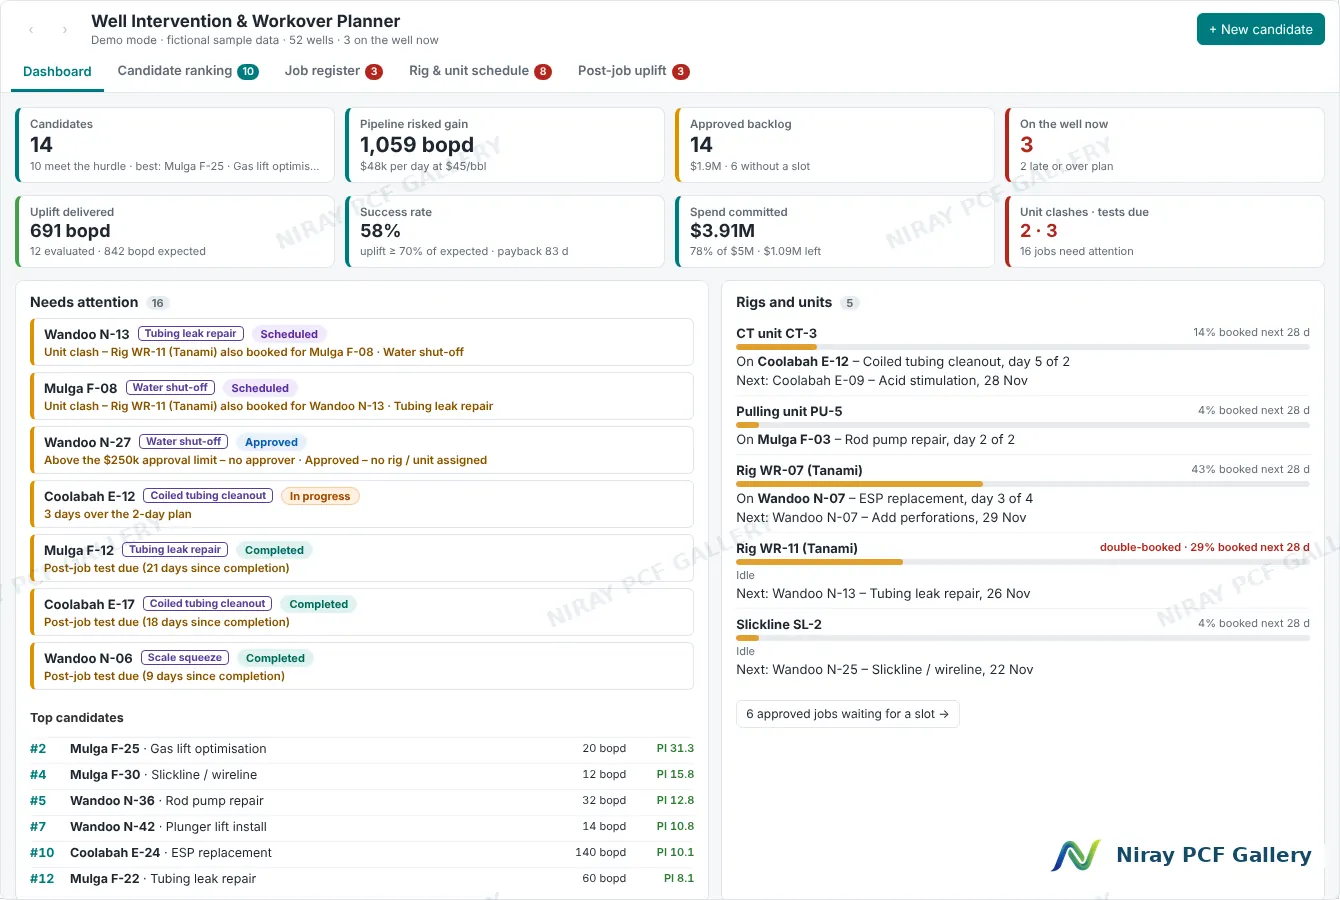 Well Intervention & Workover Planner
Demo mode · fictional sample data · 52 wells · 3 on the well now
+ New candidate
Dashboard
Candidate ranking 10
Job register 3
Rig & unit schedule 8
Post-job uplift 3
Candidates
14
10 meet the hurdle · best: Mulga F-25 · Gas lift optimis...
Pipeline risked gain
1,059 bopd
$48k per day at $45/bbl
Approved backlog
14
$1.9M · 6 without a slot
On the well now
3
2 late or over plan
Uplift delivered
691 bopd
12 evaluated · 842 bopd expected
Success rate
58%
uplift ≥ 70% of expected · payback 83 d
Spend committed
$3.91M
78% of $5M · $1.09M left
Unit clashes · tests due
2 · 3
16 jobs need attention
Needs attention 16
Wandoo N-13 Tubing leak repair Scheduled
Unit clash – Rig WR-11 (Tanami) also booked for Mulga F-08 · Water shut-off
Mulga F-08 Water shut-off Scheduled
Unit clash – Rig WR-11 (Tanami) also booked for Wandoo N-13 · Tubing leak repair
Wandoo N-27 Water shut-off Approved
Above the $250k approval limit – no approver · Approved – no rig / unit assigned
Coolabah E-12 Coiled tubing cleanout In progress
3 days over the 2-day plan
Mulga F-12 Tubing leak repair Completed
Post-job test due (21 days since completion)
Coolabah E-17 Coiled tubing cleanout Completed
Post-job test due (18 days since completion)
Wandoo N-06 Scale squeeze Completed
Post-job test due (9 days since completion)
Top candidates
#2 Mulga F-25 · Gas lift optimisation 20 bopd PI 31.3
#4 Mulga F-30 · Slickline / wireline 12 bopd PI 15.8
#5 Wandoo N-36 · Rod pump repair 32 bopd PI 12.8
#7 Wandoo N-42 · Plunger lift install 14 bopd PI 10.8
#10 Coolabah E-24 · ESP replacement 140 bopd PI 10.1
#12 Mulga F-22 · Tubing leak repair 60 bopd PI 8.1
Rigs and units 5
CT unit CT-3 14% booked next 28 d
On Coolabah E-12 – Coiled tubing cleanout, day 5 of 2
Next: Coolabah E-09 – Acid stimulation, 28 Nov
Pulling unit PU-5 4% booked next 28 d
On Mulga F-03 – Rod pump repair, day 2 of 2
Rig WR-07 (Tanami) 43% booked next 28 d
On Wandoo N-07 – ESP replacement, day 3 of 4
Next: Wandoo N-07 – Add perforations, 29 Nov
Rig WR-11 (Tanami) double-booked · 29% booked next 28 d
Idle
Next: Wandoo N-13 – Tubing leak repair, 26 Nov
Slickline SL-2 4% booked next 28 d
Idle
Next: Wandoo N-25 – Slickline / wireline, 22 Nov
6 approved jobs waiting for a slot →
Niray PCF Gallery
NIRAY PCF GALLERY
NIRAY PCF GALLERY
NIRAY PCF GALLERY
NIRAY PCF GALLERY